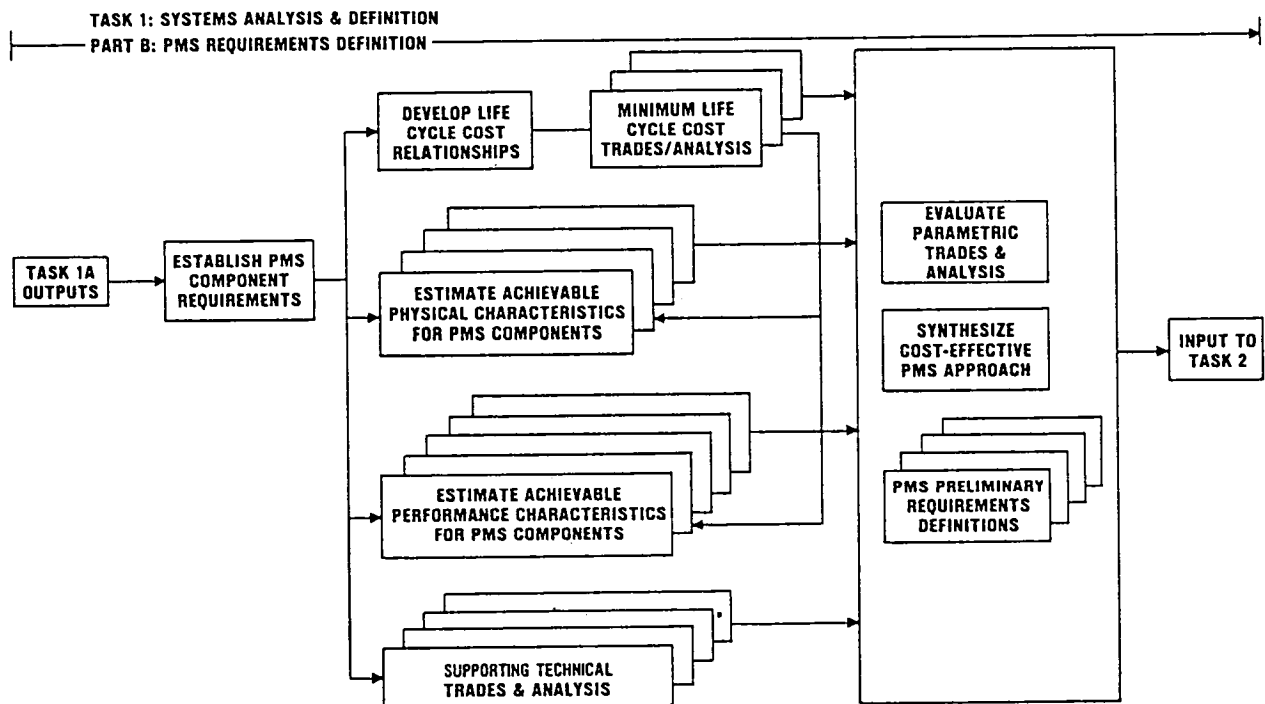 TASK 1: SYSTEMS ANALYSIS & DEFINITION
PART B: PMS REQUIREMENTS DEFINITION
TASK 1A
OUTPUTS
ESTABLISH PMS
COMPONENT
REQUIREMENTS
DEVELOP LIFE
CYCLE COST
RELATIONSHIPS
MINIMUM LIFE
CYCLE COST
TRADES/ANALYSIS
ESTIMATE ACHIEVABLE
PHYSICAL CHARACTERISTICS
FOR PMS COMPONENTS
ESTIMATE ACHIEVABLE
PERFORMANCE CHARACTERISTICS
FOR PMS COMPONENTS
SUPPORTING TECHNICAL
TRADES & ANALYSIS
EVALUATE
PARAMETRIC
TRADES &
ANALYSIS
SYNTHESIZE
COST-EFFECTIVE
PMS APPROACH
PMS PRELIMINARY
REQUIREMENTS
DEFINITIONS
INPUT TO
TASK 2